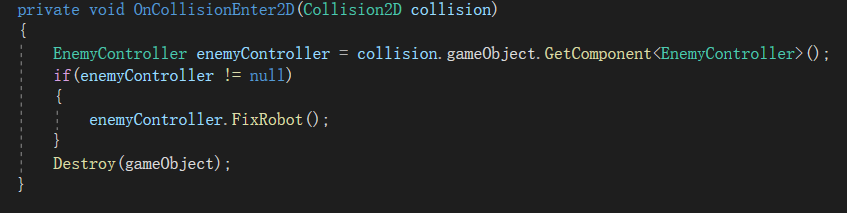 private void OnCollisionEnter2D(Collision2D collision)
{
EnemyController enemyController = collision.gameObject.GetComponent<EnemyController>();
if(enemyController != null)
{
enemyController.FixRobot();
}
Destroy(gameObject);
}